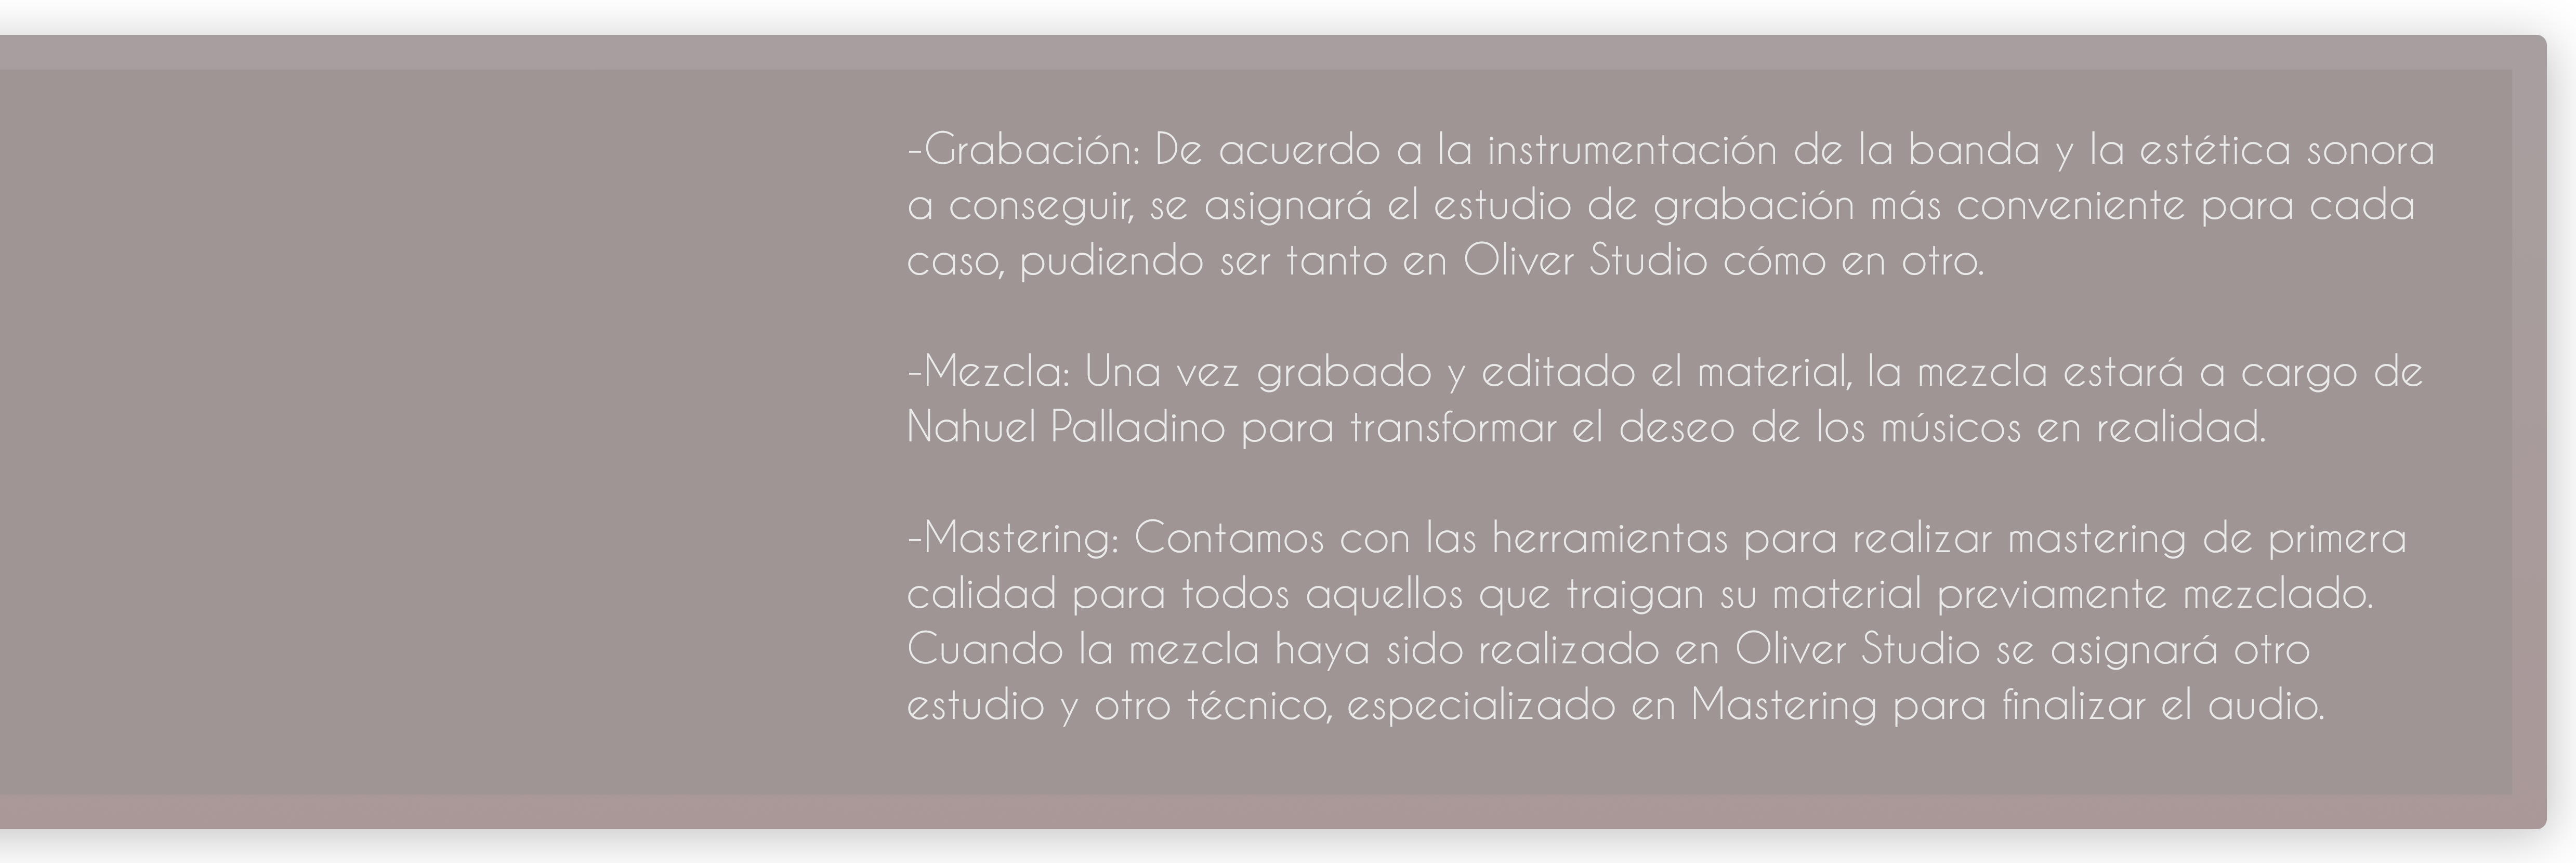 -Grabación: De acuerdo a la instrumentación de la banda y la estética sonora
a conseguir, se asignará el estudio de grabación más conveniente para cada
caso, pudiendo ser tanto en Oliver Studio cómo en otro.
-Mezcla: Una vez grabado y editado el material, la mezcla estará a cargo de
Nahuel Palladino para transformar el deseo de los músicos en realidad.
-Mastering: Contamos con las herramientas para realizar mastering de primera
calidad para todos aquellos que traigan su material previamente mezclado.
Cuando la mezcla haya sido realizado en Oliver Studio se asignará otro
estudio y otro técnico, especializado en Mastering para finalizar el audio.